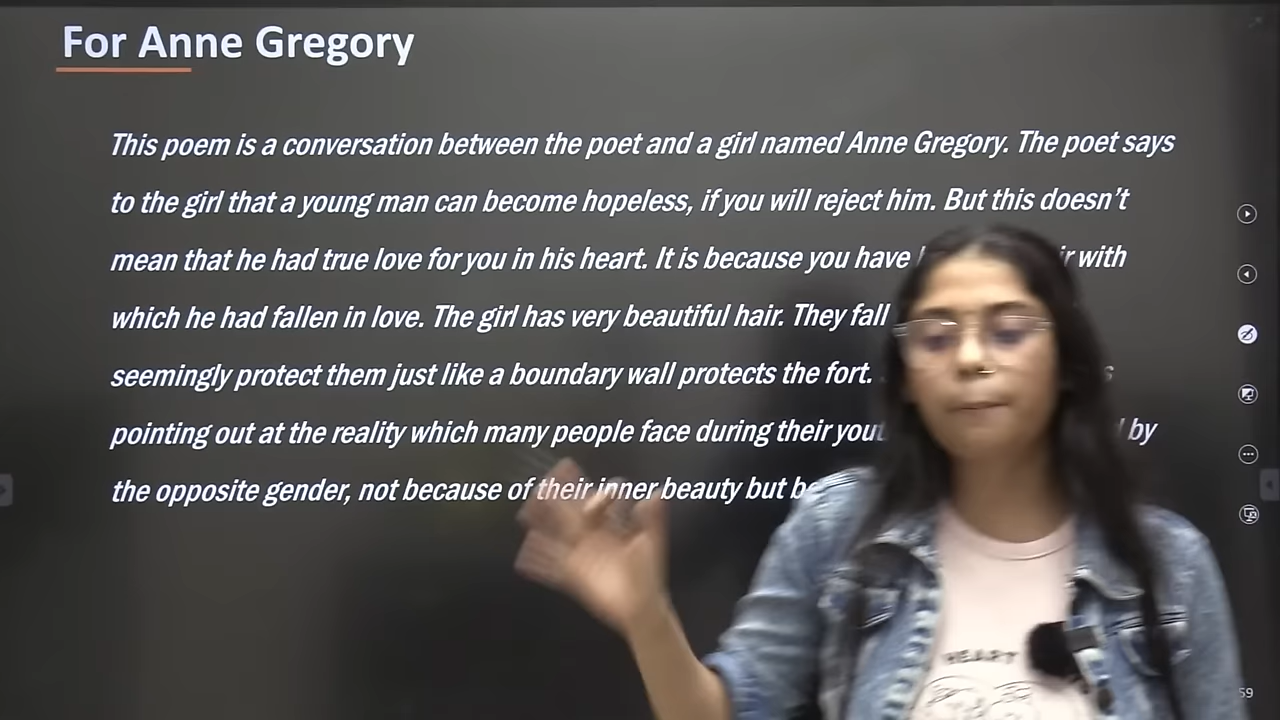 For Anne Gregory
This poem is a conversation between the poet and a girl named Anne Gregory. The poet says
to the girl that a young man can become hopeless, if you will reject him. But this doesn’t
mean that he had true love for you in his heart. It is because you have with
which he had fallen in love. The girl has very beautiful hair. They fall
seemingly protect them just like a boundary wall protects the fort.
pointing out at the reality which many people face during their by
the opposite gender, not because of their inner beauty but
HEART
59